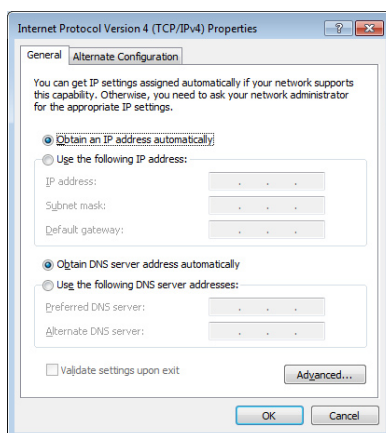 Internet Protocol Version 4 (TCP/IPv4) Properties
General
Alternate Configuration
You can get IP settings assigned automatically if your network supports
this capability. Otherwise, you need to ask your network administrator
for the appropriate IP settings.
Obtain an IP address automatically
Use the following IP address:
IP address:
Subnet mask:
Default gateway:
Obtain DNS server address automatically
Use the following DNS server addresses:
Preferred DNS server:
Alternate DNS server:
Validate settings upon exit
Advanced...
OK
Cancel